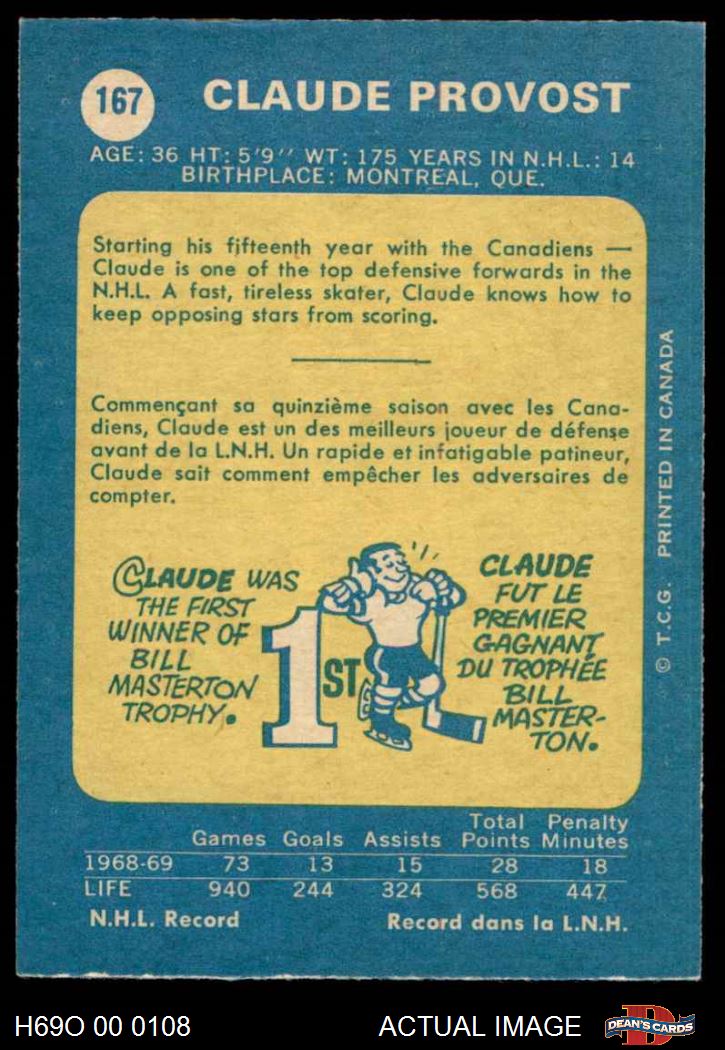 167
CLAUDE PROVOST
AGE: 36 HT: 5'9'' WT: 175 YEARS IN N.H.L.: 14
BIRTHPLACE: MONTREAL, QUE.
Starting his fifteenth year with the Canadiens —
Claude is one of the top defensive forwards in the
N.H.L. A fast, tireless skater, Claude knows how to
keep opposing stars from scoring.
Commençant sa quinzième saison avec les Cana-
diens, Claude est un des meilleurs joueur de défense
avant de la L.N.H. Un rapide et infatigable patineur,
Claude sait comment empêcher les adversaires de
compter.
CLAUDE WAS
THE FIRST
WINNER OF
BILL
MASTERTON
TROPHY.
1ST
CLAUDE
FUT LE
PREMIER
GAGNANT
DU TROPHÉE
BILL
MASTER-
TON.
© T.C.G. PRINTED IN CANADA
Games Goals Assists Total Points Penalty Minutes
1968-69 73 13 15 28 18
LIFE 940 244 324 568 447
N.H.L. Record Record dans la L.N.H.
H69O 00 0108 ACTUAL IMAGE DEAN'S CARDS